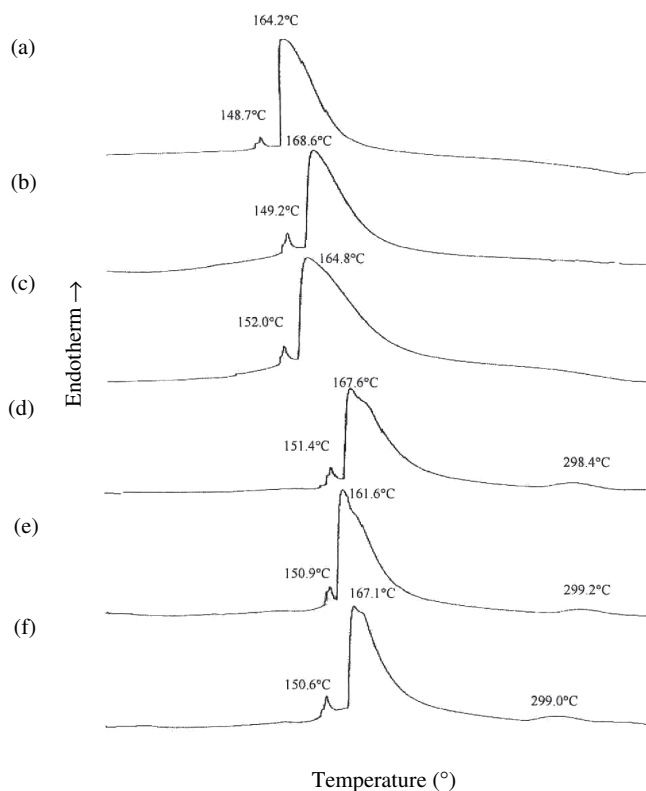 164.2°C
(a)
148.7°C
168.6°C
(b)
149.2°C
164.8°C
(c)
152.0°C
Endotherm →
167.6°C
(d)
151.4°C
298.4°C
161.6°C
(e)
150.9°C
299.2°C
167.1°C
(f)
150.6°C
299.0°C
Temperature (°)